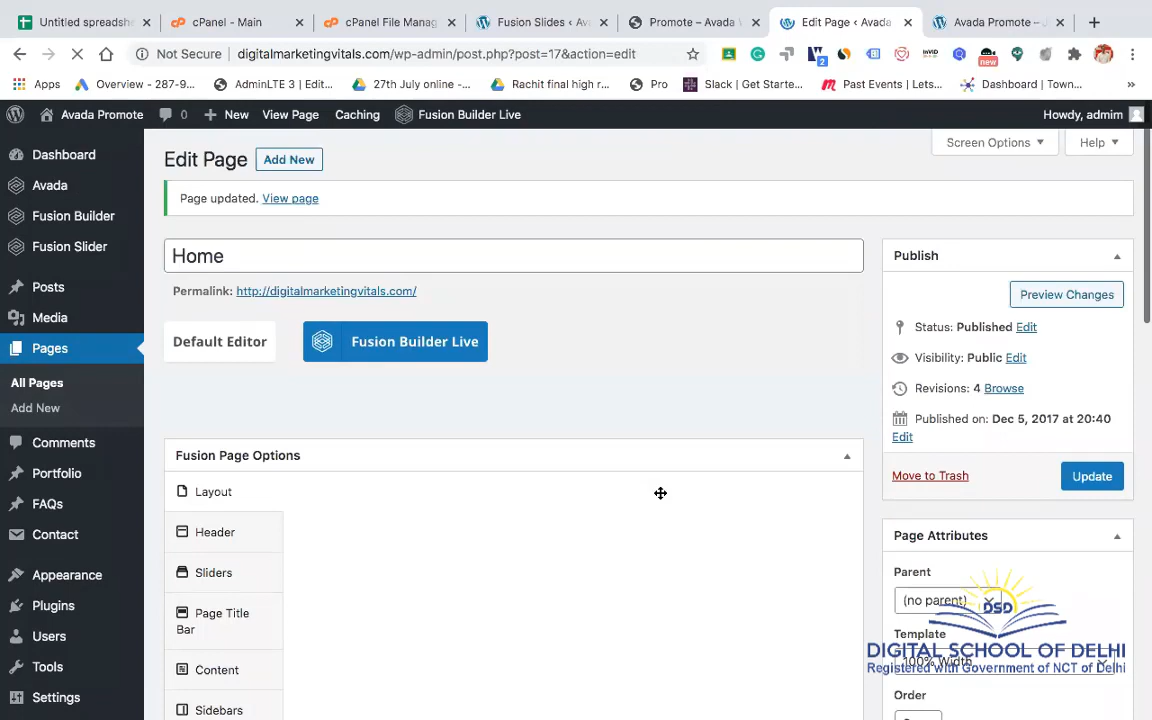 Untitled spreadshe
cPanel - Main
cPanel File Manag
Fusion Slides ‹ Av
Promote – Avada W
Edit Page ‹ Avada
Avada Promote – J
Not Secure
digitalmarketingvitals.com/wp-admin/post.php?post=17&action=edit
2
new
Apps
Overview - 287-9...
AdminLTE 3 | Edit...
27th July online -...
Rachit final high r...
Pro
Slack | Get Starte...
Past Events | Lets...
Dashboard | Town...
»
Avada Promote
0
New
View Page
Caching
Fusion Builder Live
Howdy, admim
Dashboard
Avada
Fusion Builder
Fusion Slider
Posts
Media
Pages
All Pages
Add New
Comments
Portfolio
FAQs
Contact
Appearance
Plugins
Users
Tools
Settings
Edit Page
Add New
Screen Options
Help
Page updated. View page
Home
Permalink: http://digitalmarketingvitals.com/
Default Editor
Fusion Builder Live
Fusion Page Options
Layout
Header
Sliders
Page Title
Bar
Content
Sidebars
Publish
Preview Changes
Status: Published Edit
Visibility: Public Edit
Revisions: 4 Browse
Published on: Dec 5, 2017 at 20:40
Edit
Move to Trash
Update
Page Attributes
Parent
(no parent)
Template
100% Width
Order
DSD
DIGITAL SCHOOL OF DELHI
Registered with Government of NCT of Delhi